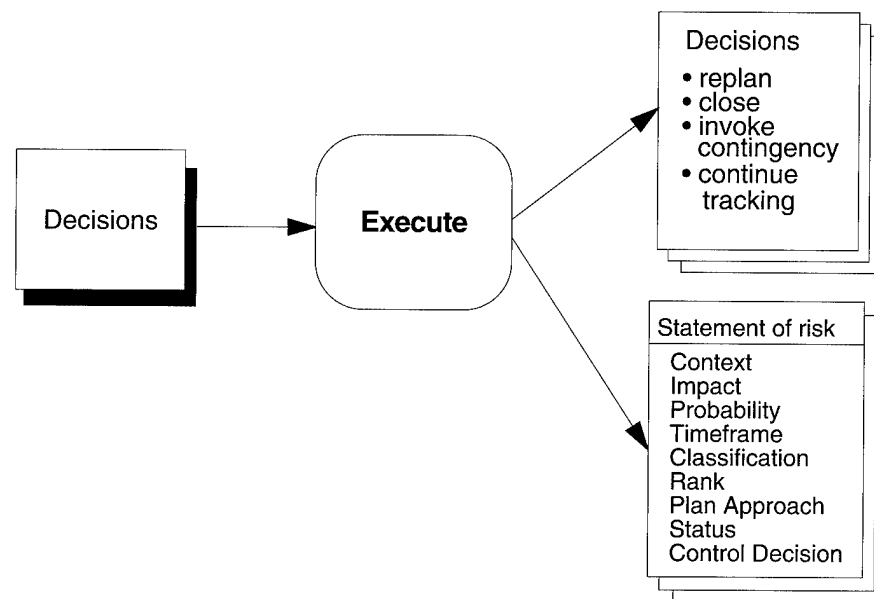 Decisions
Execute
Decisions
• replan
• close
• invoke
contingency
• continue
tracking
Statement of risk
Context
Impact
Probability
Timeframe
Classification
Rank
Plan Approach
Status
Control Decision